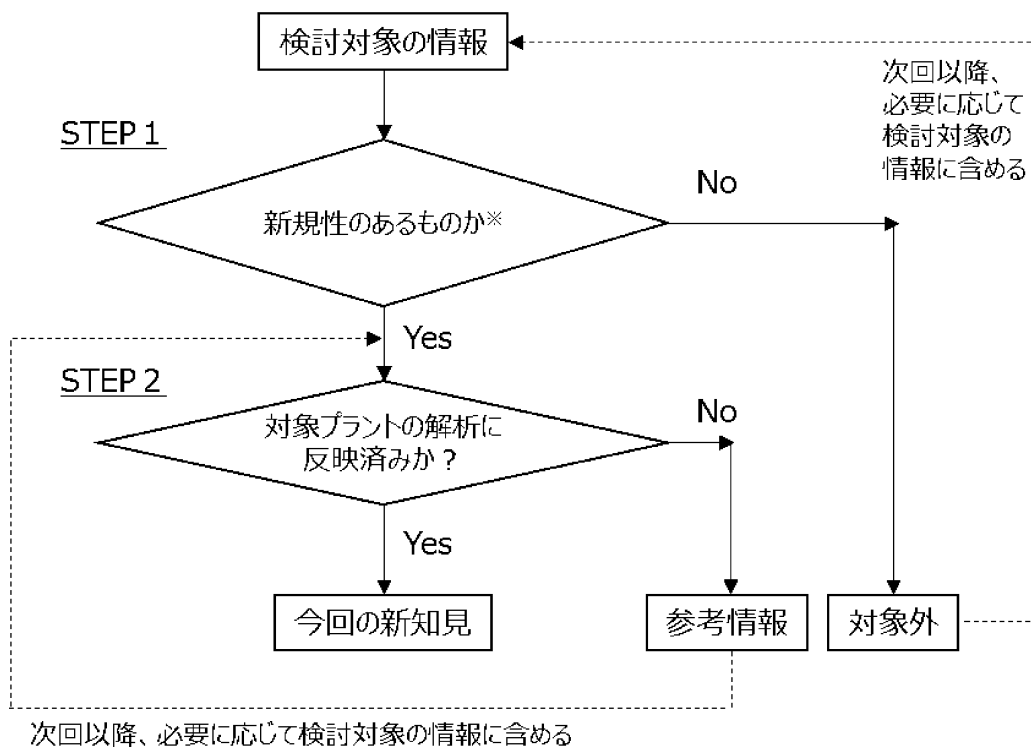 検討対象の情報
次回以降、
必要に応じて
検討対象の
情報に含める
STEP 1
No
新規性のあるものか※
Yes
STEP 2
No
対象プラントの解析に
反映済みか？
Yes
今回の新知見
参考情報
対象外
次回以降、必要に応じて検討対象の情報に含める